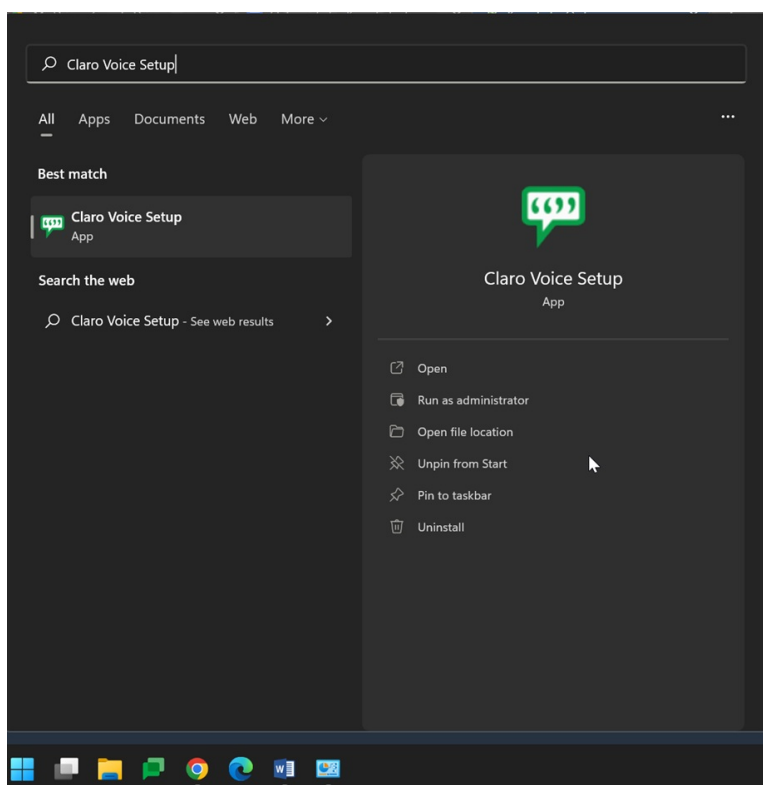 Claro Voice Setup
All Apps Documents Web More
Best match
Claro Voice Setup
App
Search the web
Claro Voice Setup - See web results
Claro Voice Setup
App
Open
Run as administrator
Open file location
Unpin from Start
Pin to taskbar
Uninstall